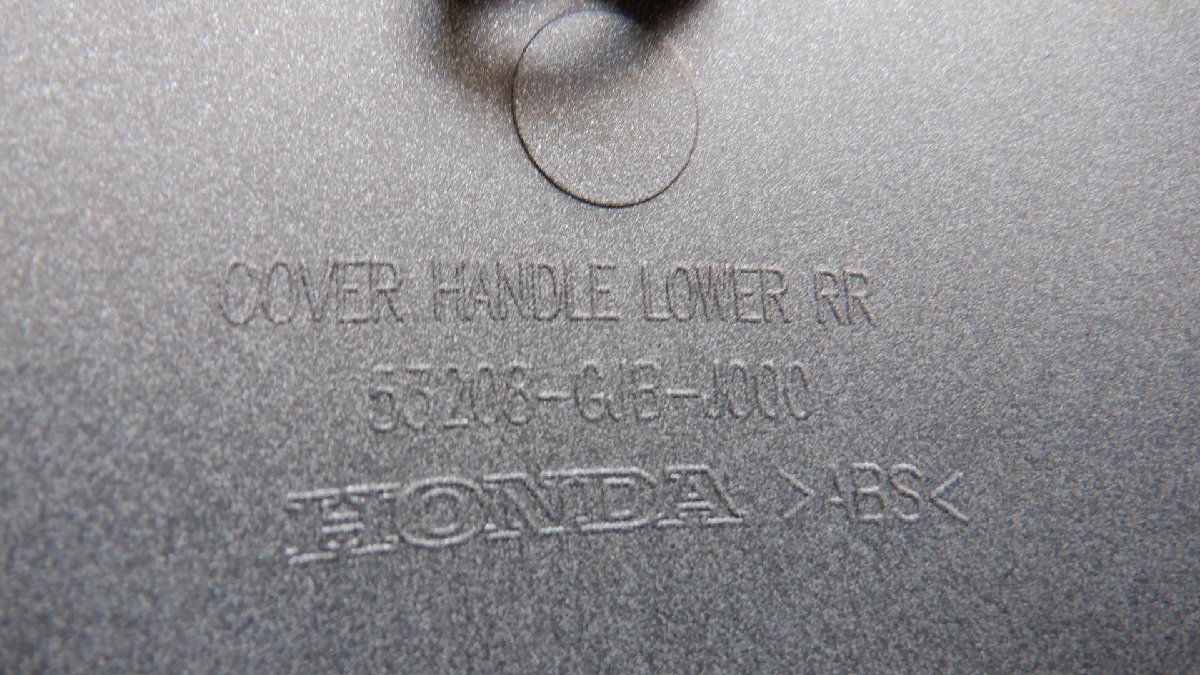 COVER HANDLE LOWER RR
53208-GJB-J000
HONDA >ABS<